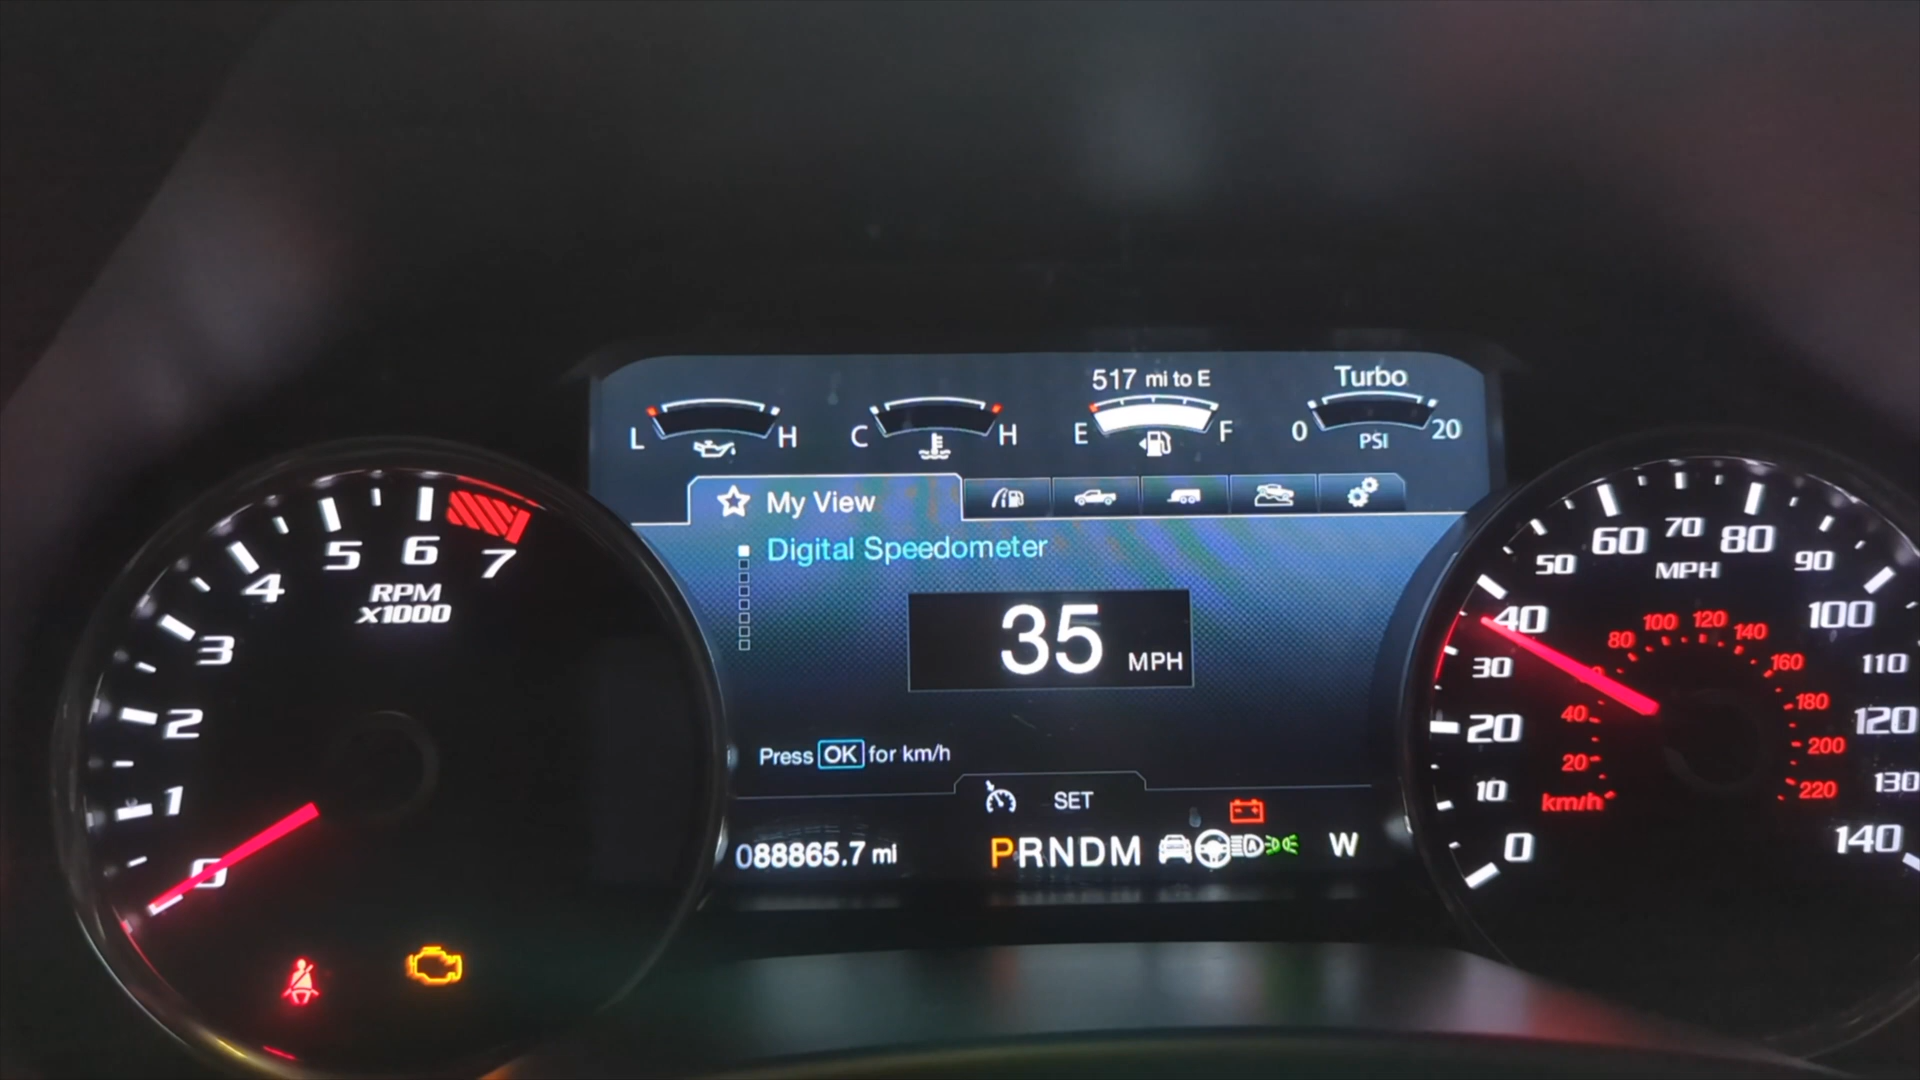 517 mi to E
Turbo
L H
C H
E F
0 20
PSI
My View
Digital Speedometer
35 MPH
Press OK for km/h
SET
088865.7 mi
PRNDM
A
W
0
1
2
3
4
5
6
7
RPM
X1000
0
10
20
30
40
50
60
70
80
90
100
110
120
130
140
MPH
km/h
20
40
80
100
120
140
160
180
200
220